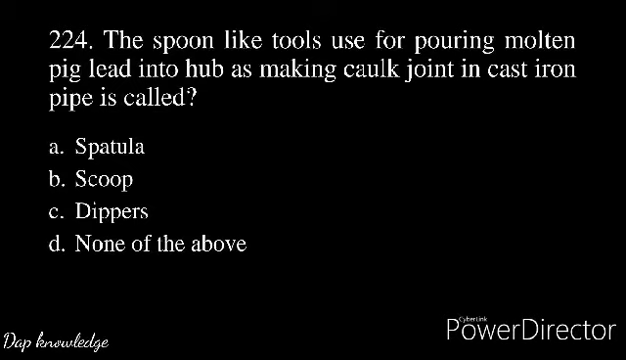 224. The spoon like tools use for pouring molten
pig lead into hub as making caulk joint in cast iron
pipe is called?
a. Spatula
b. Scoop
c. Dippers
d. None of the above
CyberLink
PowerDirector
Dap knowledge